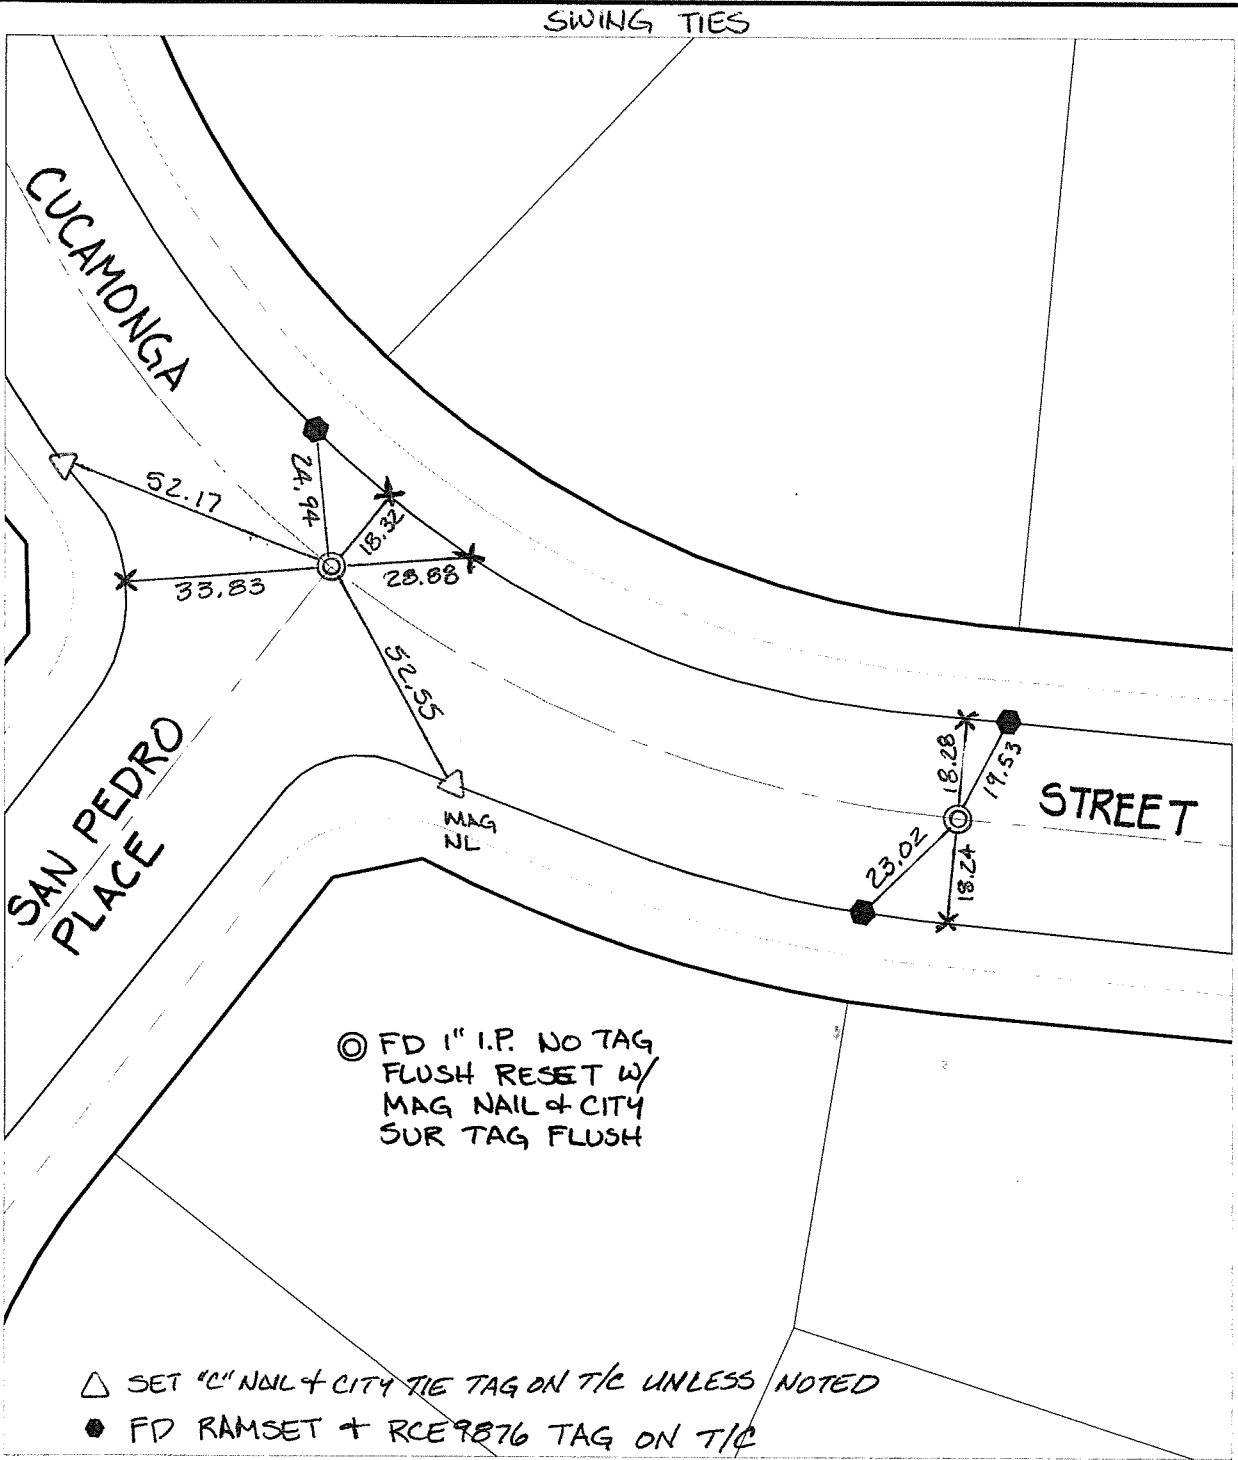 SWING TIES
CUCAMONGA
52.17
24.94
18.32
33.83
28.88
52.55
SAN PEDRO
PLACE
MAG
NL
18.28
19.53
STREET
23.02
18.24
FD 1" I.P. NO TAG
FLUSH RESET W/
MAG NAIL & CITY
SUR TAG FLUSH
SET "C" NAIL & CITY TIE TAG ON T/C UNLESS NOTED
FD RAMSET + RCE 9876 TAG ON T/C